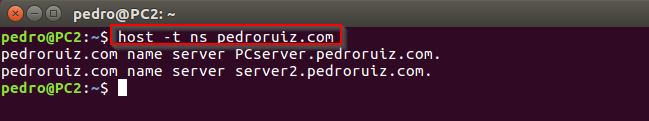 pedro@PC2: ~
pedro@PC2:~$ host -t ns pedroruiz.com
pedroruiz.com name server PCserver.pedroruiz.com.
pedroruiz.com name server server2.pedroruiz.com.
pedro@PC2:~$